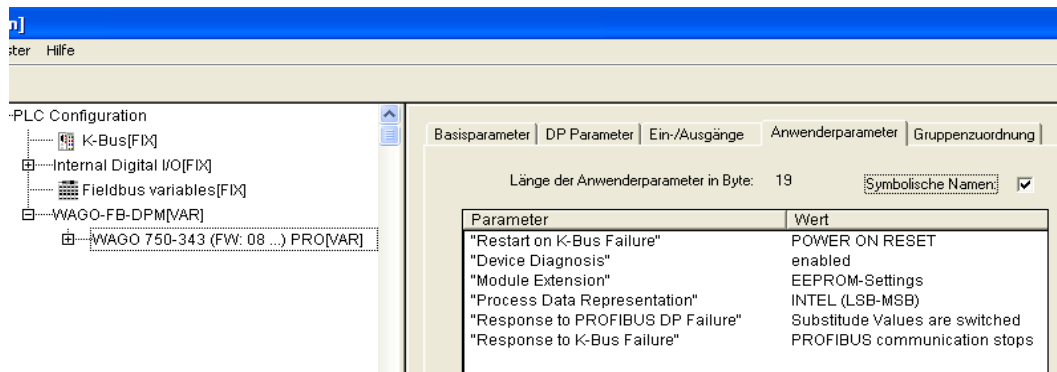 n]
ster Hilfe
PLC Configuration
K-Bus[FIX]
Internal Digital I/O[FIX]
Fieldbus variables[FIX]
WAGO-FB-DPM[VAR]
WAGO 750-343 (FW: 08 ...) PRO[VAR]
Basisparameter DP Parameter Ein-/Ausgänge Anwenderparameter Gruppenzuordnung
Länge der Anwenderparameter in Byte: 19 Symbolische Namen:
Parameter Wert
"Restart on K-Bus Failure" POWER ON RESET
"Device Diagnosis" enabled
"Module Extension" EEPROM-Settings
"Process Data Representation" INTEL (LSB-MSB)
"Response to PROFIBUS DP Failure" Substitude Values are switched
"Response to K-Bus Failure" PROFIBUS communication stops